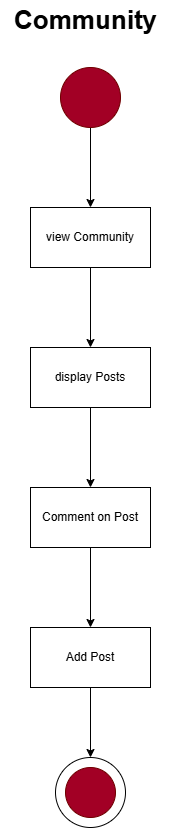 Community
view Community
display Posts
Comment on Post
Add Post